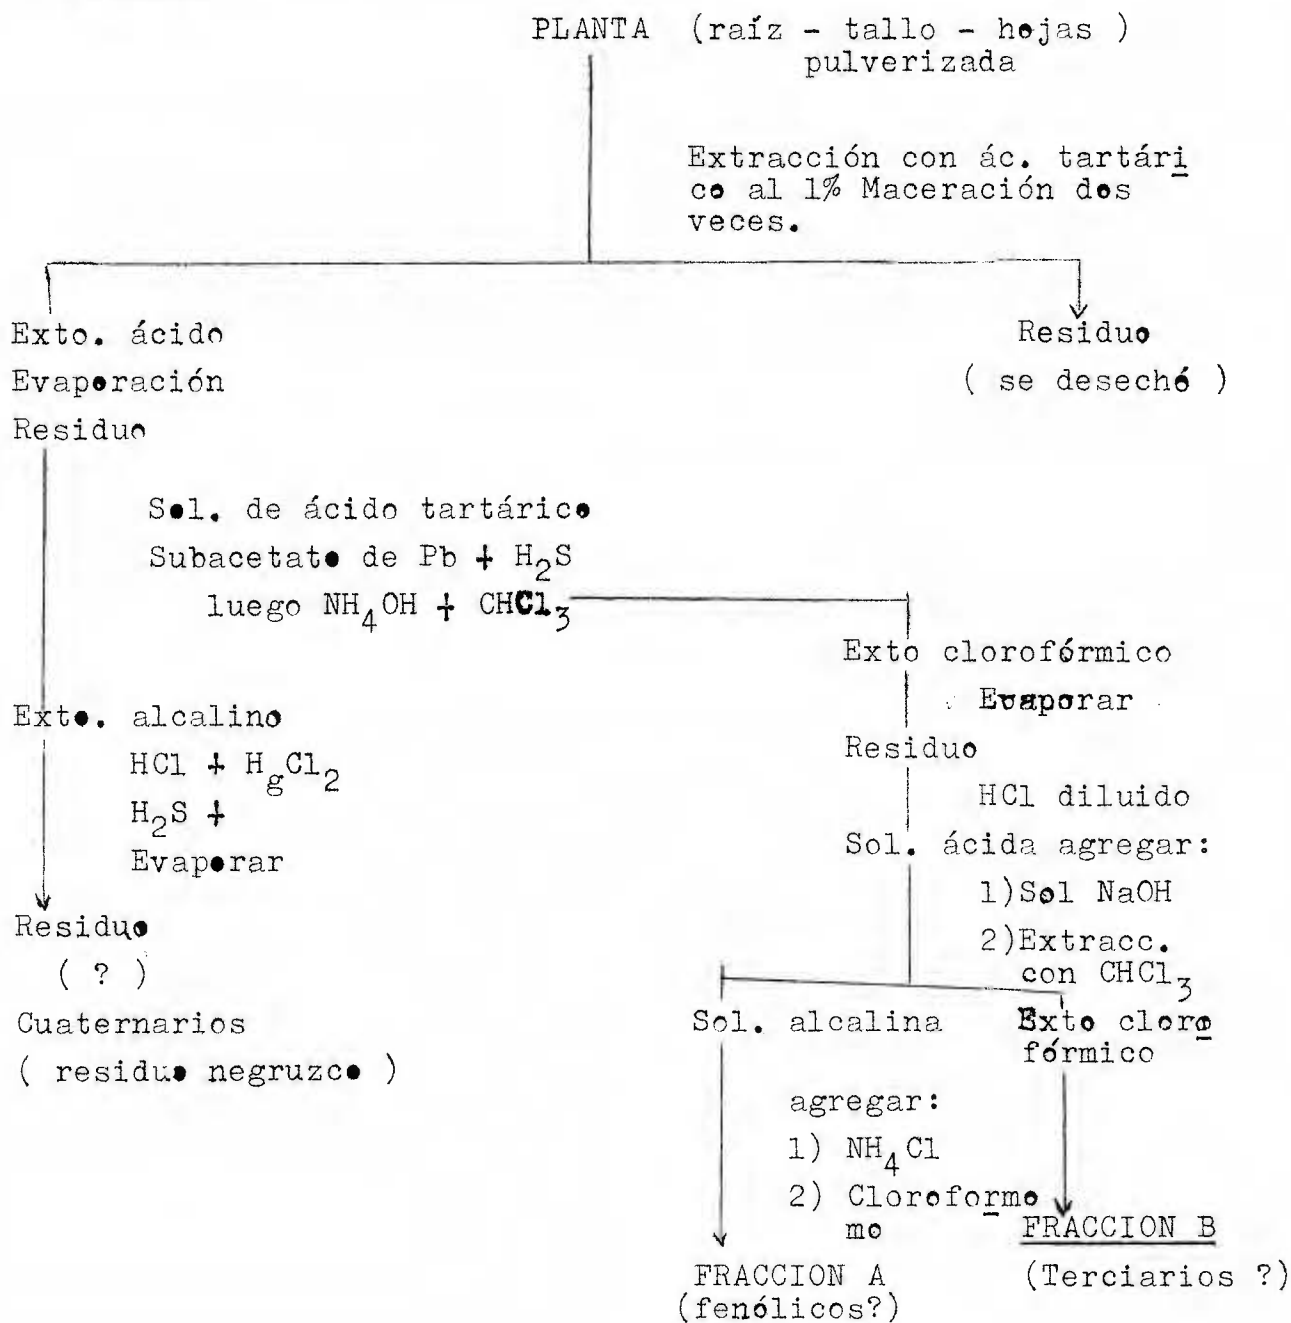 PLANTA (raíz - tallo - hojas )
pulverizada
Extracción con ác. tartári
co al 1% Maceración dos
veces.
Exto. ácido
Evaporación
Residuo
Residuo
( se desechó )
Sol. de ácido tartárico
Subacetato de Pb + H2S
luego NH4OH + CHCl3
Exto clorofórmico
Evaporar
Residuo
HCl diluido
Sol. ácida agregar:
1)Sol NaOH
2)Extracc.
con CHCl3
Exto. alcalino
HCl + HgCl2
H2S +
Evaporar
Residuo
( ? )
Cuaternarios
( residuo negruzco )
Sol. alcalina
agregar:
1) NH4Cl
2) Cloroformo
mo
FRACCION A
(fenólicos?)
Exto cloro
fórmico
FRACCION B
(Terciarios ?)